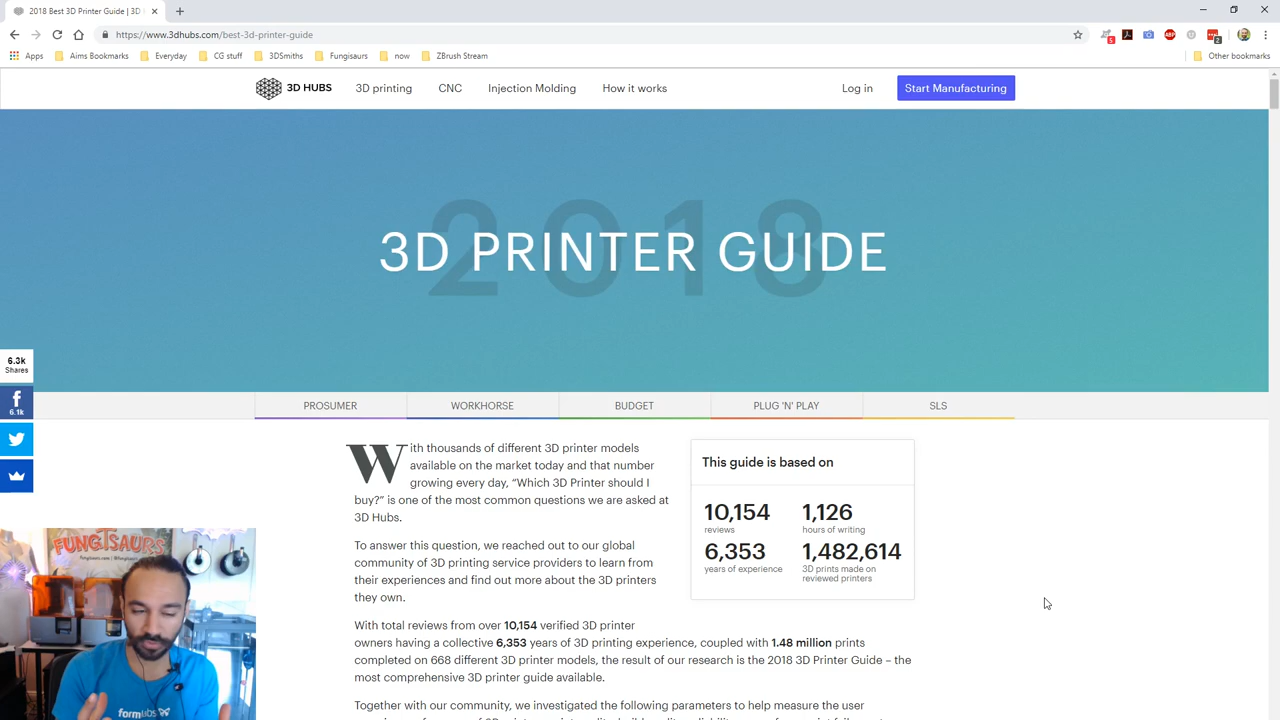 2018 Best 3D Printer Guide | 3D
https://www.3dhubs.com/best-3d-printer-guide
5
ABP
2
Apps
Aims Bookmarks
Everyday
CG stuff
3DSmiths
Fungisaurs
now
ZBrush Stream
Other bookmarks
3D HUBS
3D printing
CNC
Injection Molding
How it works
Log in
Start Manufacturing
2018
3D PRINTER GUIDE
6.3k
Shares
6.1k
PROSUMER
WORKHORSE
BUDGET
PLUG 'N' PLAY
SLS
With thousands of different 3D printer models
available on the market today and that number
growing every day, “Which 3D Printer should I
buy?” is one of the most common questions we are asked at
3D Hubs.
To answer this question, we reached out to our global
community of 3D printing service providers to learn from
their experiences and find out more about the 3D printers
they own.
With total reviews from over 10,154 verified 3D printer
owners having a collective 6,353 years of 3D printing experience, coupled with 1.48 million prints
completed on 668 different 3D printer models, the result of our research is the 2018 3D Printer Guide – the
most comprehensive 3D printer guide available.
Together with our community, we investigated the following parameters to help measure the user
This guide is based on
10,154
reviews
1,126
hours of writing
6,353
years of experience
1,482,614
3D prints made on
reviewed printers
FUNGISAURS
formlabs